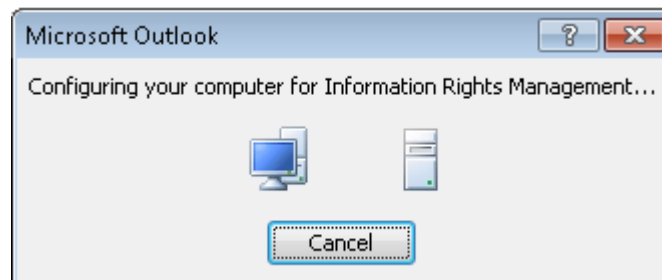 Microsoft Outlook
Configuring your computer for Information Rights Management...
Cancel